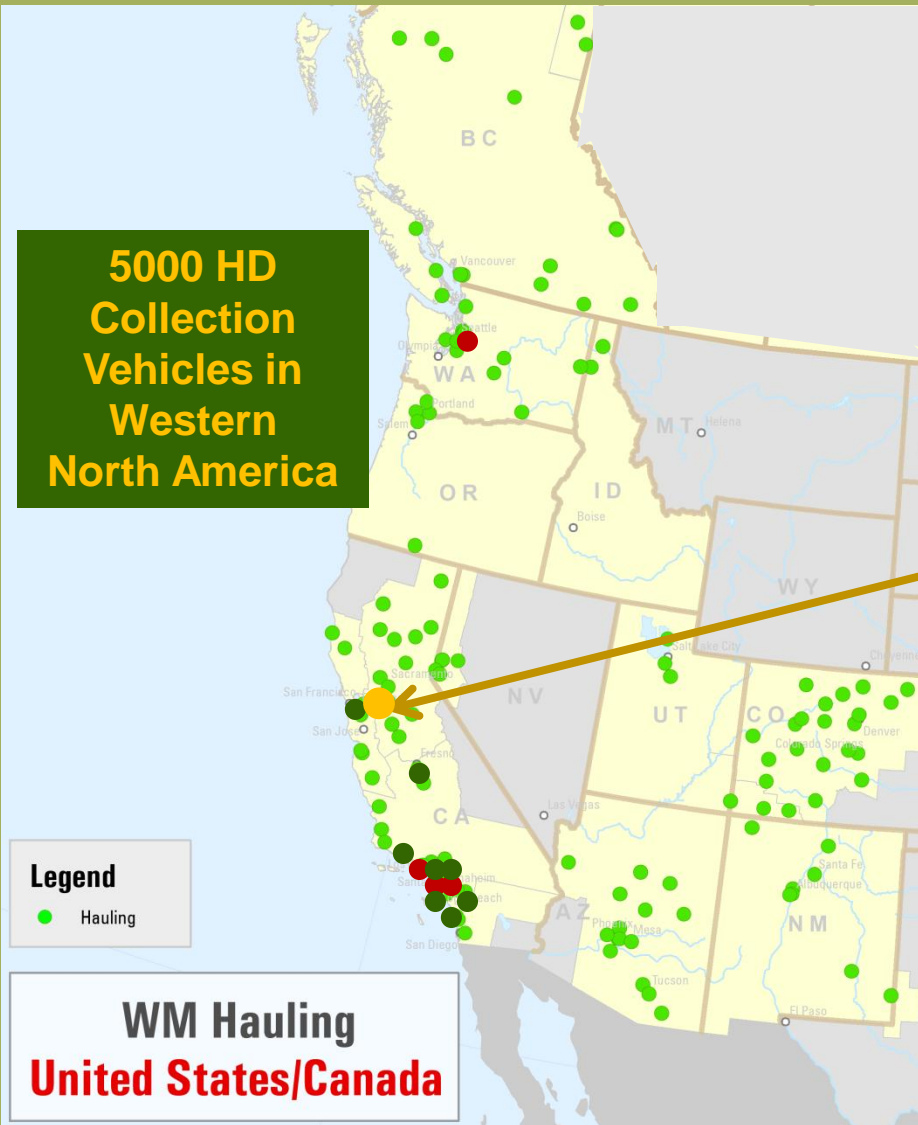 BC
5000 HD
Collection
Vehicles in
Western
North America
Vancouver
Seattle
Olympia
WA
Portland
Salem
MT
Helena
OR
ID
Boise
WY
Salt Lake City
Cheyenne
Sacramento
San Francisco
NV
UT
CO
Denver
San Jose
Colorado Springs
Fresno
Las Vegas
CA
Legend
Hauling
Santa Fe
Albuquerque
AZ
NM
Phoenix
Mesa
San Diego
Tucson
El Paso
WM Hauling
United States/Canada